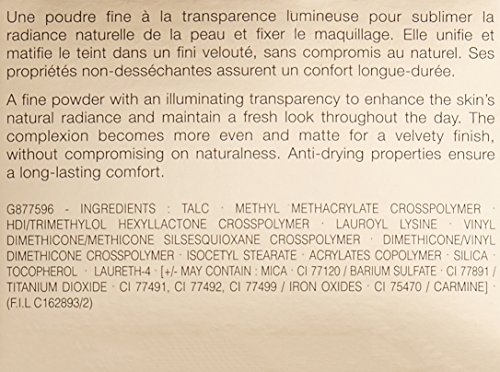 Une poudre fine à la transparence lumineuse pour sublimer la
radiance naturelle de la peau et fixer le maquillage. Elle unifie et
matifie le teint dans un fini velouté, sans compromis au naturel. Ses
propriétés non-desséchantes assurent un confort longue-durée.
A fine powder with an illuminating transparency to enhance the skin's
natural radiance and maintain a fresh look throughout the day. The
complexion becomes more even and matte for a velvety finish,
without compromising on naturalness. Anti-drying properties ensure
a long-lasting comfort.
G877596 - INGREDIENTS : TALC · METHYL METHACRYLATE CROSSPOLYMER ·
HDI/TRIMETHYLOL HEXYLLACTONE CROSSPOLYMER · LAUROYL LYSINE · VINYL
DIMETHICONE/METHICONE SILSESQUIOXANE CROSSPOLYMER · DIMETHICONE/VINYL
DIMETHICONE CROSSPOLYMER · ISOCETYL STEARATE · ACRYLATES COPOLYMER · SILICA ·
TOCOPHEROL · LAURETH-4 · [+/- MAY CONTAIN : MICA · CI 77120 / BARIUM SULFATE · CI 77891 /
TITANIUM DIOXIDE · CI 77491, CI 77492, CI 77499 / IRON OXIDES · CI 75470 / CARMINE] ·
(F.I.L C162893/2)